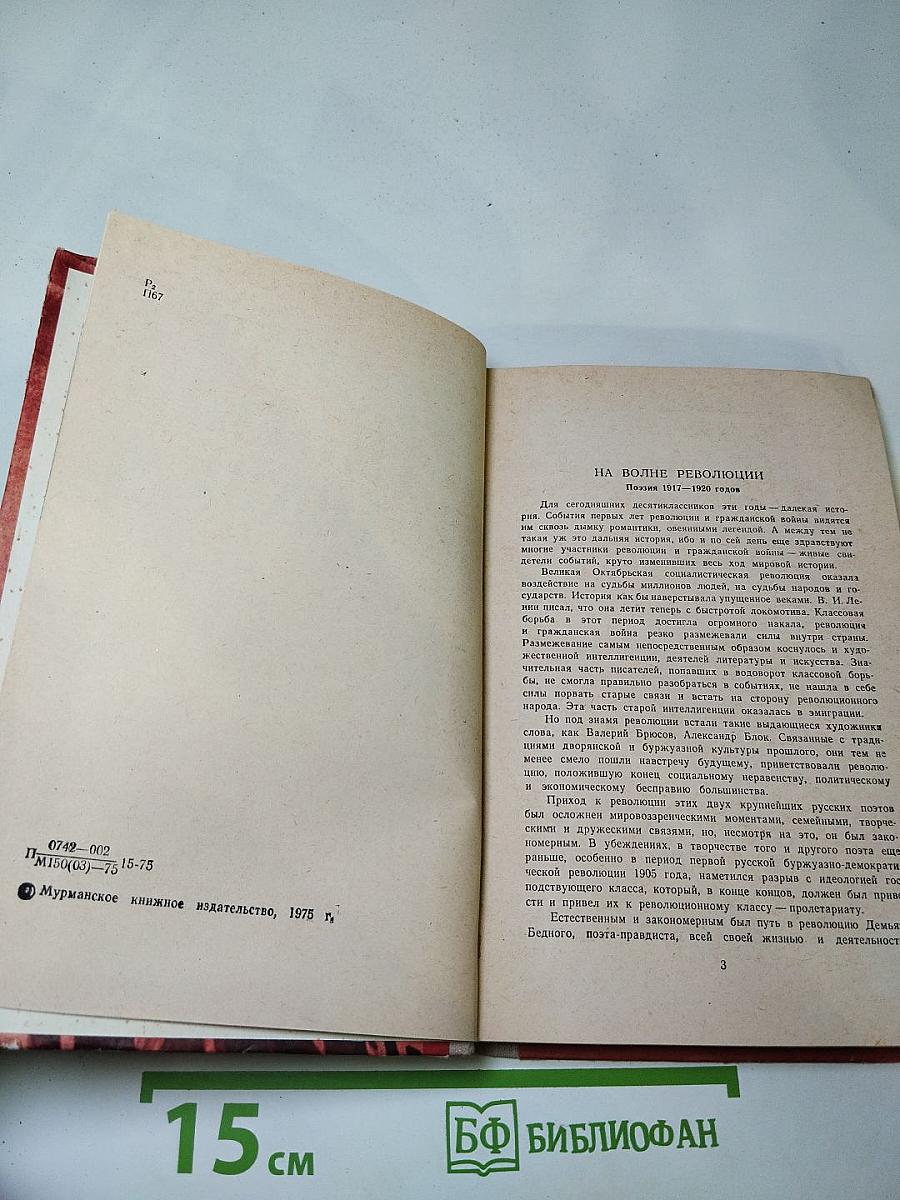 Р₂
П67
0742—002
П
М150(03)—75
15-75
Мурманское книжное издательство, 1975 г.
НА ВОЛНЕ РЕВОЛЮЦИИ
Поэзия 1917—1920 годов
Для сегодняшних десятиклассников эти годы — далекая исто-
рия. События первых лет революции и гражданской войны видятся
им сквозь дымку романтики, овеянными легендой. А между тем не
такая уж это дальняя история, ибо и по сей день еще здравствуют
многие участники революции и гражданской войны — живые сви-
детели событий, круто изменивших весь ход мировой истории.
Великая Октябрьская социалистическая революция оказала
воздействие на судьбы миллионов людей, на судьбы народов и го-
сударств. История как бы наверстывала упущенное веками. В. И. Ле-
нин писал, что она летит теперь с быстротой локомотива. Классовая
борьба в этот период достигла огромного накала, революция
и гражданская война резко размежевали силы внутри страны.
Размежевание самым непосредственным образом коснулось и худо-
жественной интеллигенции, деятелей литературы и искусства. Зна-
чительная часть писателей, попавших в водоворот классовой борь-
бы, не смогла правильно разобраться в событиях, не нашла в себе
силы порвать старые связи и встать на сторону революционного
народа. Эта часть старой интеллигенции оказалась в эмиграции.
Но под знамя революции встали такие выдающиеся художники
слова, как Валерий Брюсов, Александр Блок. Связанные с тради-
циями дворянской и буржуазной культуры прошлого, они тем не
менее смело пошли навстречу будущему, приветствовали револю-
цию, положившую конец социальному неравенству, политическому
и экономическому бесправию большинства.
Приход к революции этих двух крупнейших русских поэтов
был осложнен мировоззренческими моментами, семейными, творче-
скими и дружескими связями, но, несмотря на это, он был зако-
номерным. В убеждениях, в творчестве того и другого поэта еще
раньше, особенно в период первой русской буржуазно-демократи
ческой революции 1905 года, наметился разрыв с идеологией гос
подствующего класса, который, в конце концов, должен был приве
сти и привел их к революционному классу — пролетариату.
Естественным и закономерным был путь в революцию Демья
Бедного, поэта-правдиста, всей своей жизнью и деятельност
3
15 см
БФ БИБЛИОФАН